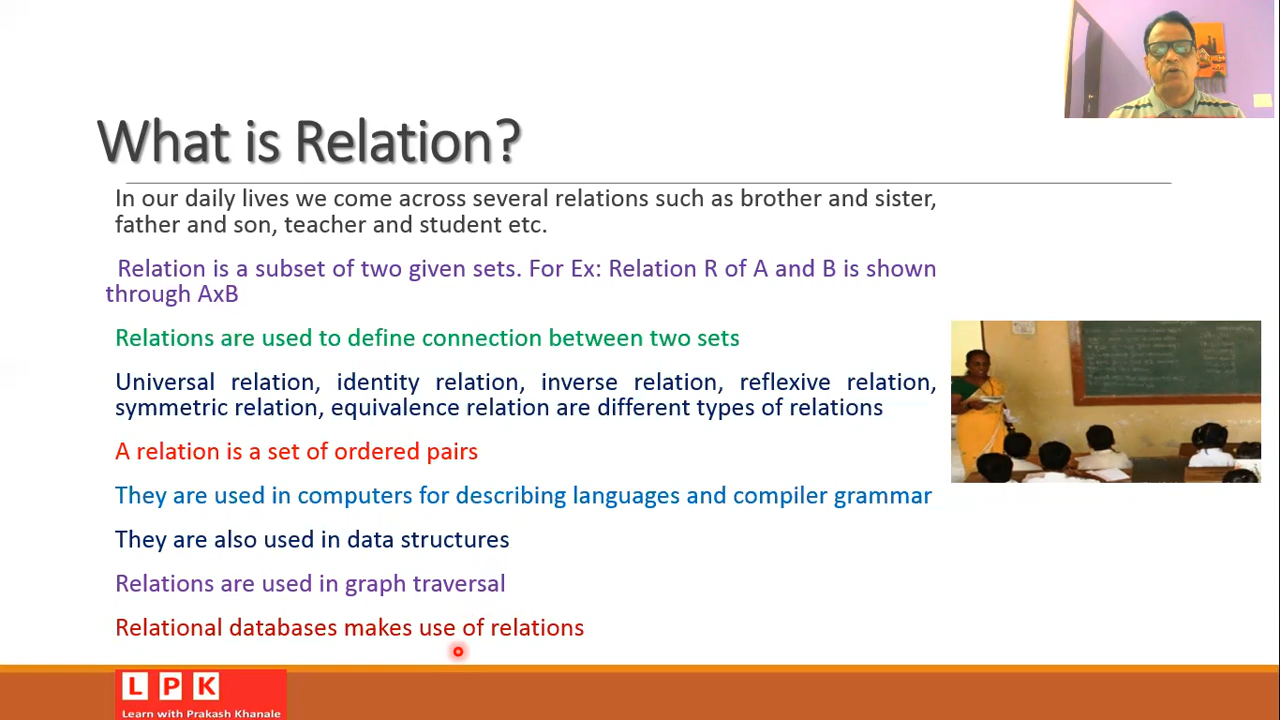 What is Relation?
In our daily lives we come across several relations such as brother and sister,
father and son, teacher and student etc.
Relation is a subset of two given sets. For Ex: Relation R of A and B is shown
through AxB
Relations are used to define connection between two sets
Universal relation, identity relation, inverse relation, reflexive relation,
symmetric relation, equivalence relation are different types of relations
A relation is a set of ordered pairs
They are used in computers for describing languages and compiler grammar
They are also used in data structures
Relations are used in graph traversal
Relational databases makes use of relations
L P K
Learn with Prakash Khanale